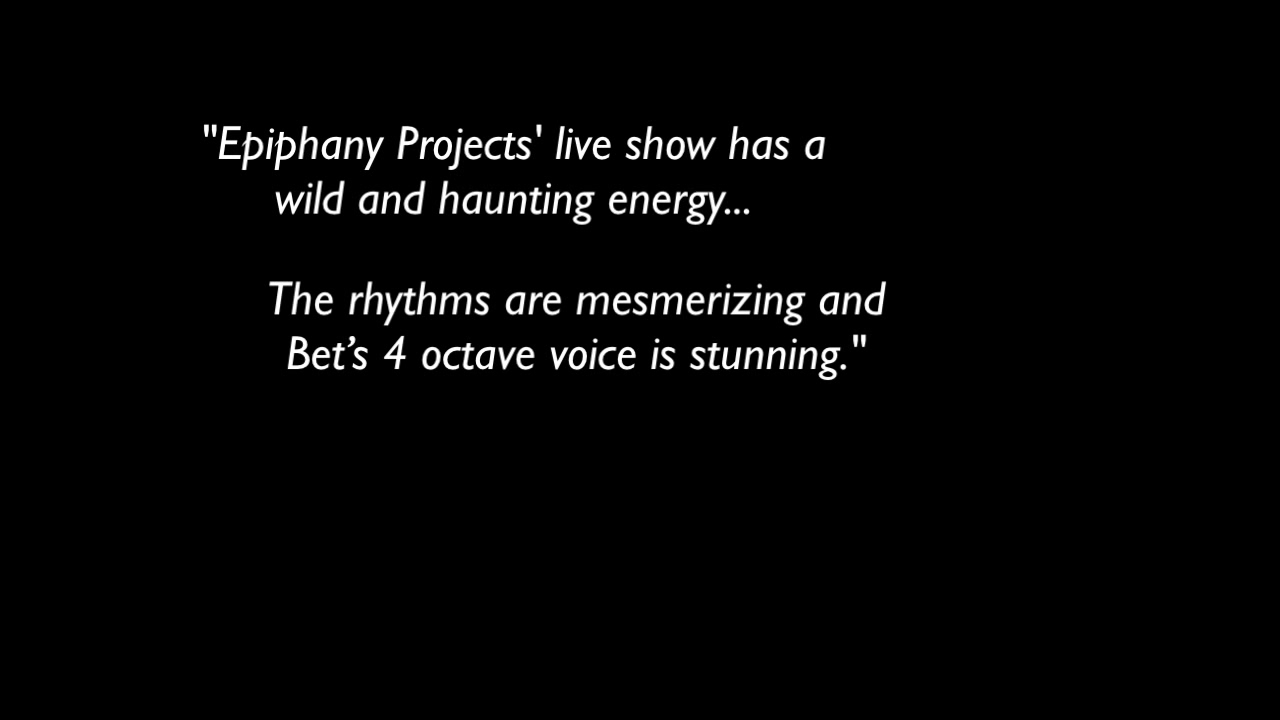 "Epiphany Projects' live show has a
wild and haunting energy...
The rhythms are mesmerizing and
Bet’s 4 octave voice is stunning."